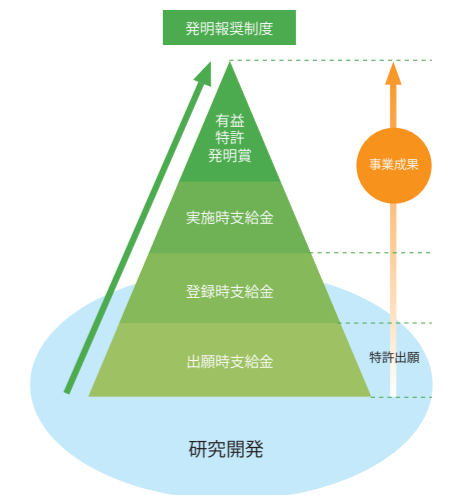 発明報奨制度
有益
特許
発明賞
事業成果
実施時支給金
登録時支給金
出願時支給金
特許出願
研究開発